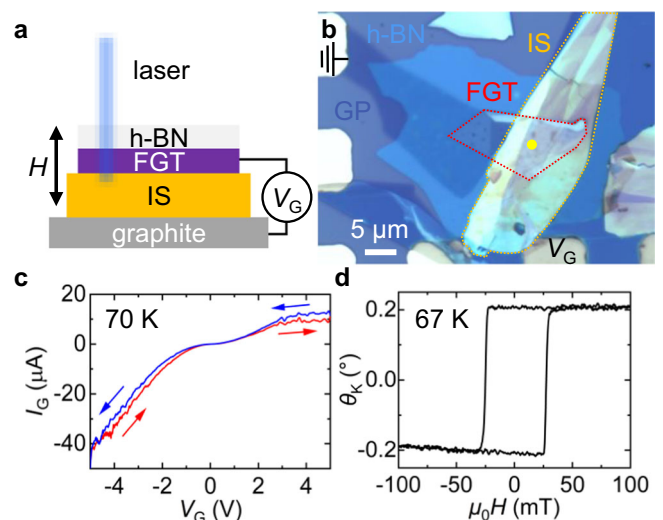 a
laser
H
h-BN
FGT
IS
graphite
V_G
b
h-BN
IS
FGT
GP
5 μm
V_G
c
70 K
20
0
-20
-40
I_G (μA)
-4 -2 0 2 4
V_G (V)
d
67 K
0.2
0.0
-0.2
θ_K (°)
-100 -50 0 50 100
μ₀H (mT)